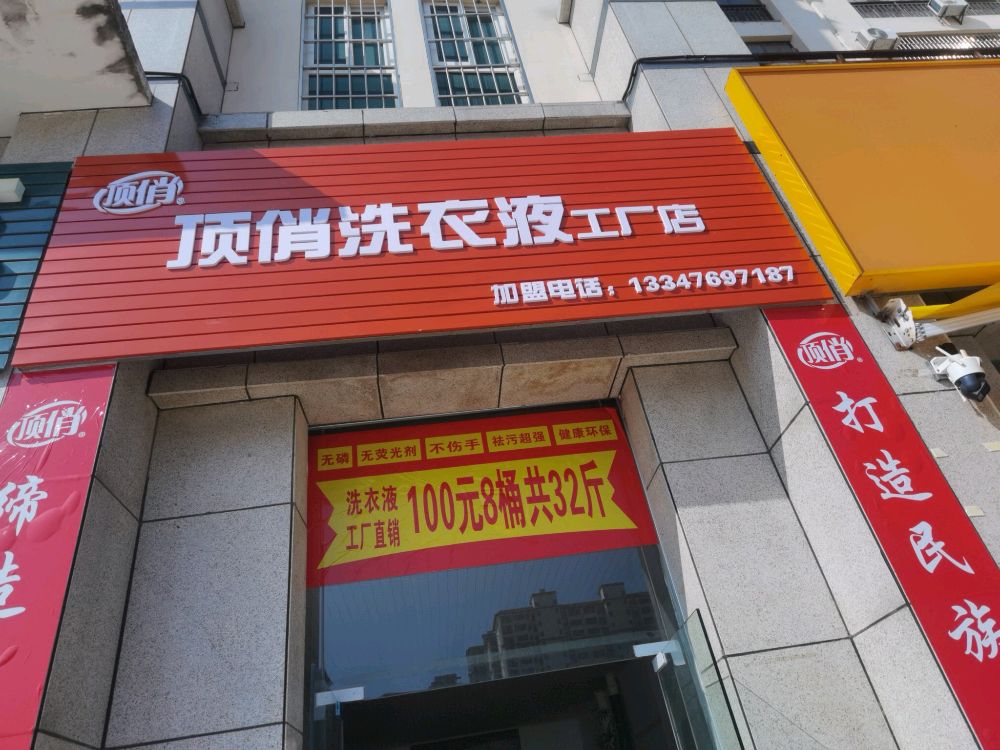 顶俏®
顶俏洗衣液工厂店
加盟电话：13347697187
顶俏®
缔造
无磷 无荧光剂 不伤手 祛污超强 健康环保
洗衣液
工厂直销
100元8桶共32斤
顶俏®
打造民族